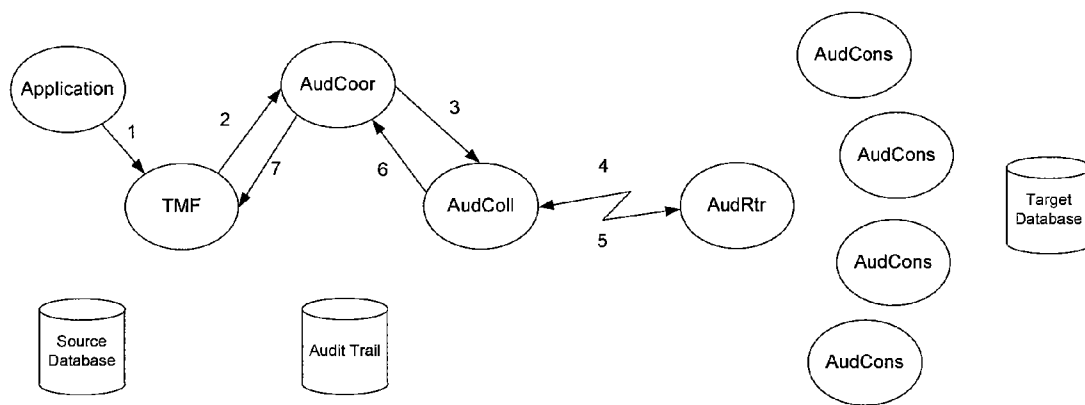 AudCons
Application
AudCoor
1
2
3
7
6
AudCons
TMF
AudColl
4
5
AudRtr
Target
Database
AudCons
Source
Database
Audit Trail
AudCons